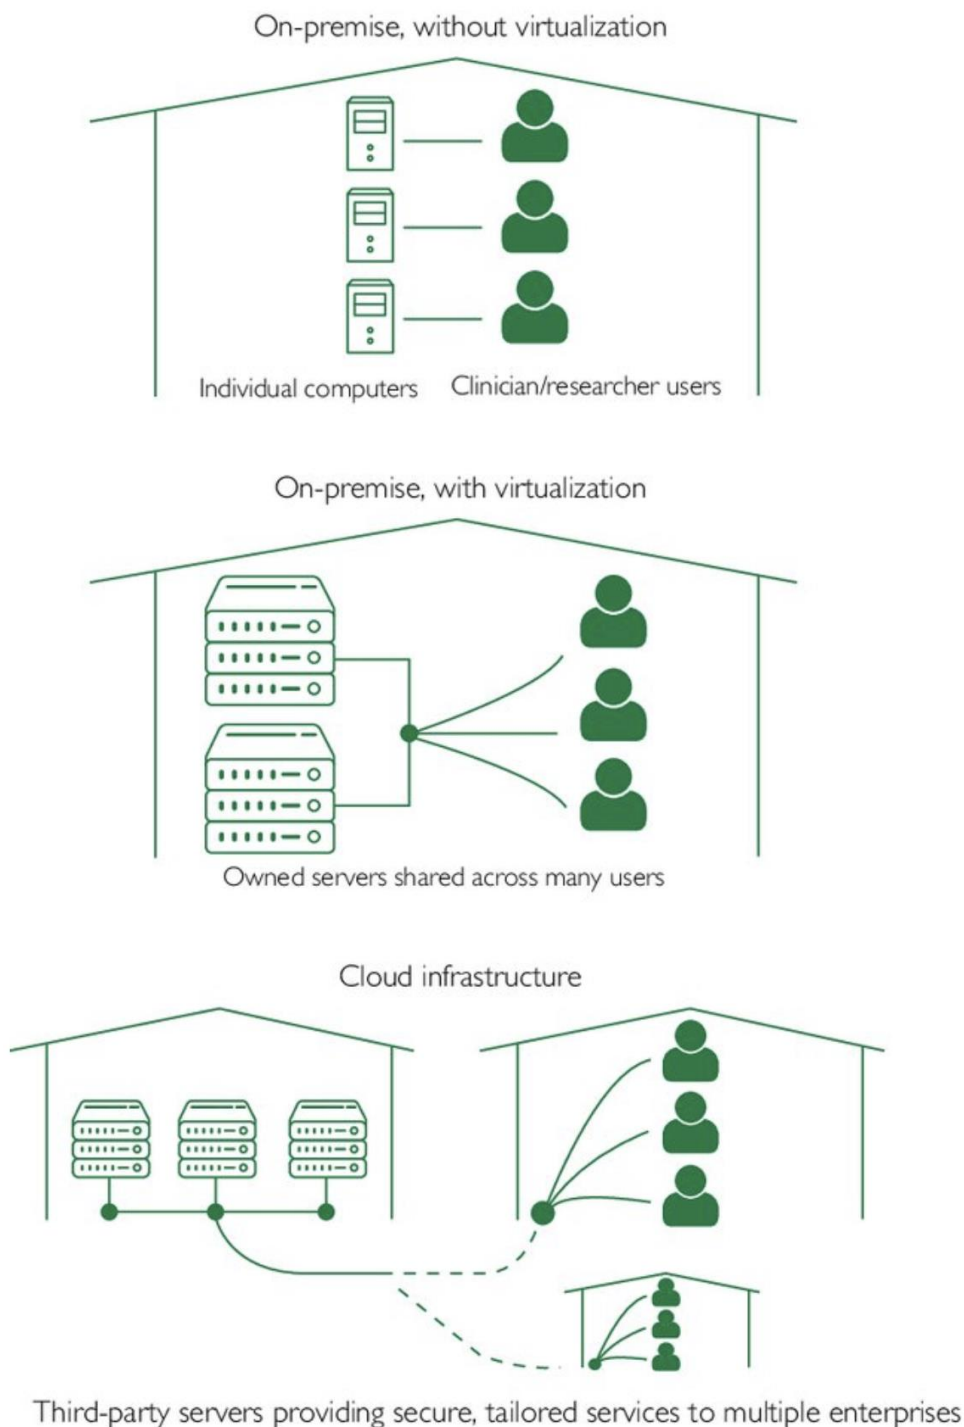 On-premise, without virtualization
Individual computers
Clinician/researcher users
On-premise, with virtualization
Owned servers shared across many users
Cloud infrastructure
Third-party servers providing secure, tailored services to multiple enterprises